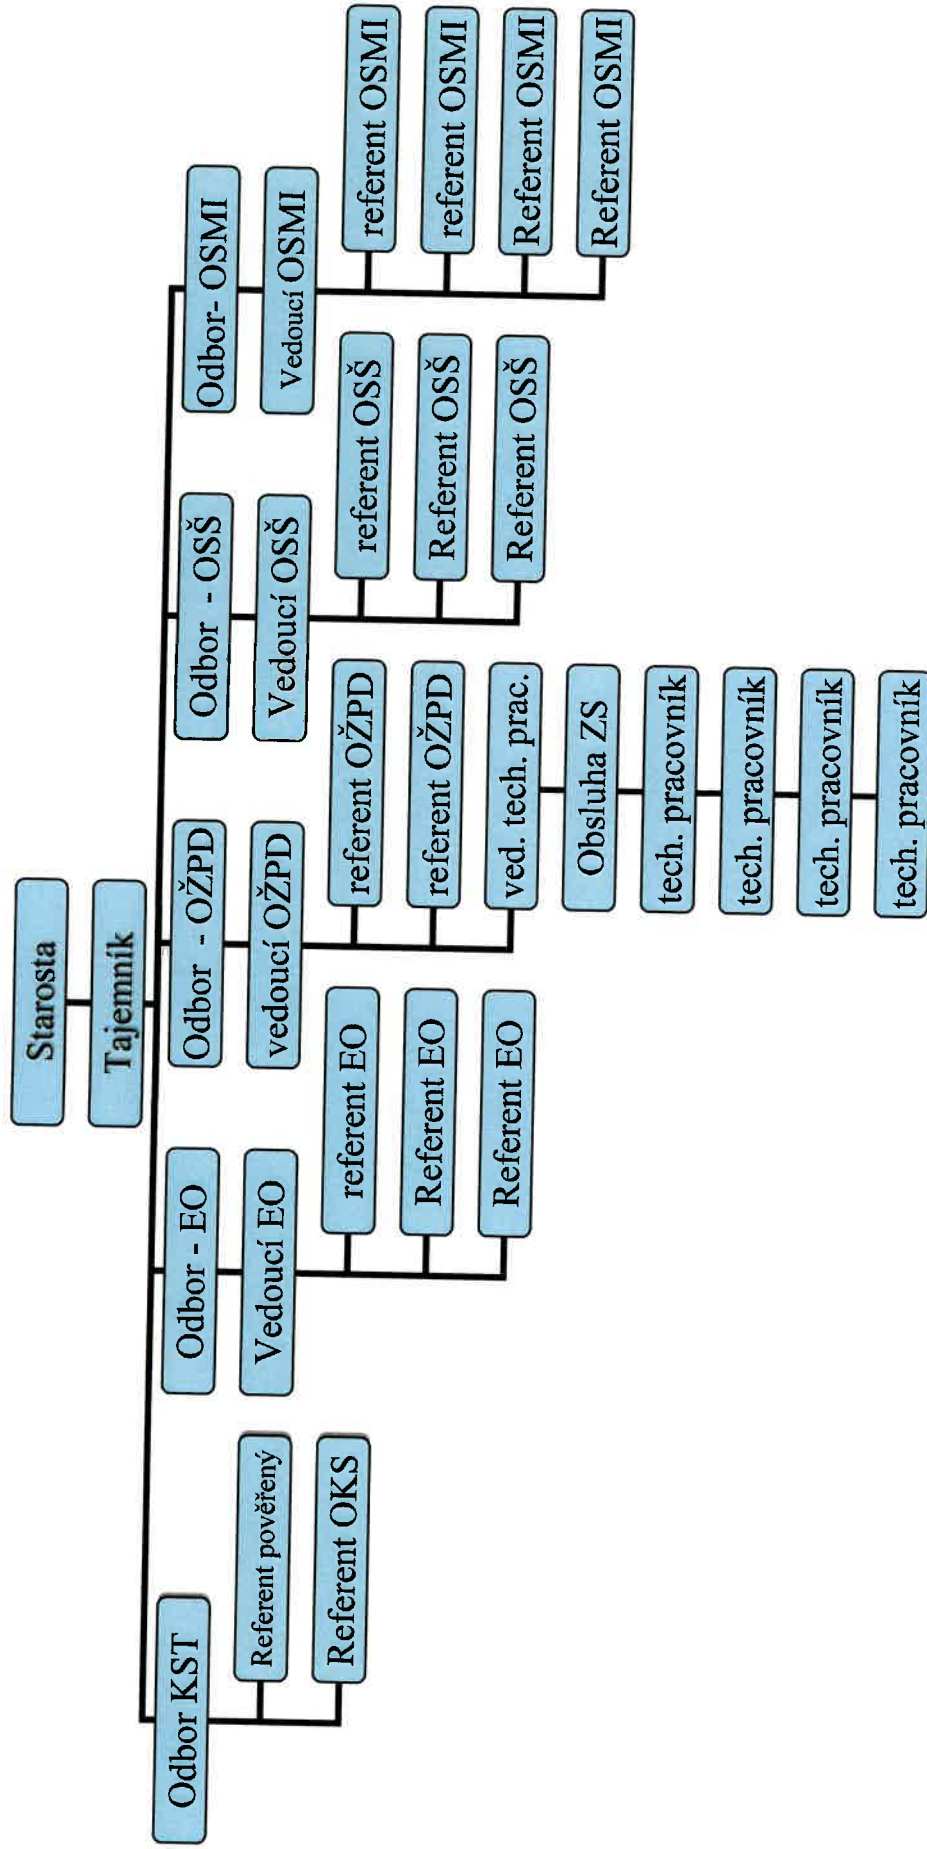 Starosta
Tajemník
Odbor KST
Referent pověřený
Referent OKS
Odbor - EO
Vedoucí EO
referent EO
Referent EO
Referent EO
Odbor - OŽPD
vedoucí OŽPD
referent OŽPD
referent OŽPD
ved. tech. prac.
Obsluha ZS
tech. pracovník
tech. pracovník
tech. pracovník
tech. pracovník
Odbor - OSŠ
Vedoucí OSŠ
referent OSŠ
Referent OSŠ
Referent OSŠ
Odbor- OSMI
Vedoucí OSMI
referent OSMI
referent OSMI
Referent OSMI
Referent OSMI